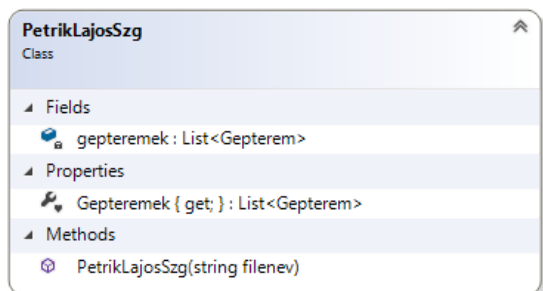 PetrikLajosSzg
Class
Fields
gepteremek : List<Gepterem>
Properties
Gepteremek { get; } : List<Gepterem>
Methods
PetrikLajosSzg(string filenev)